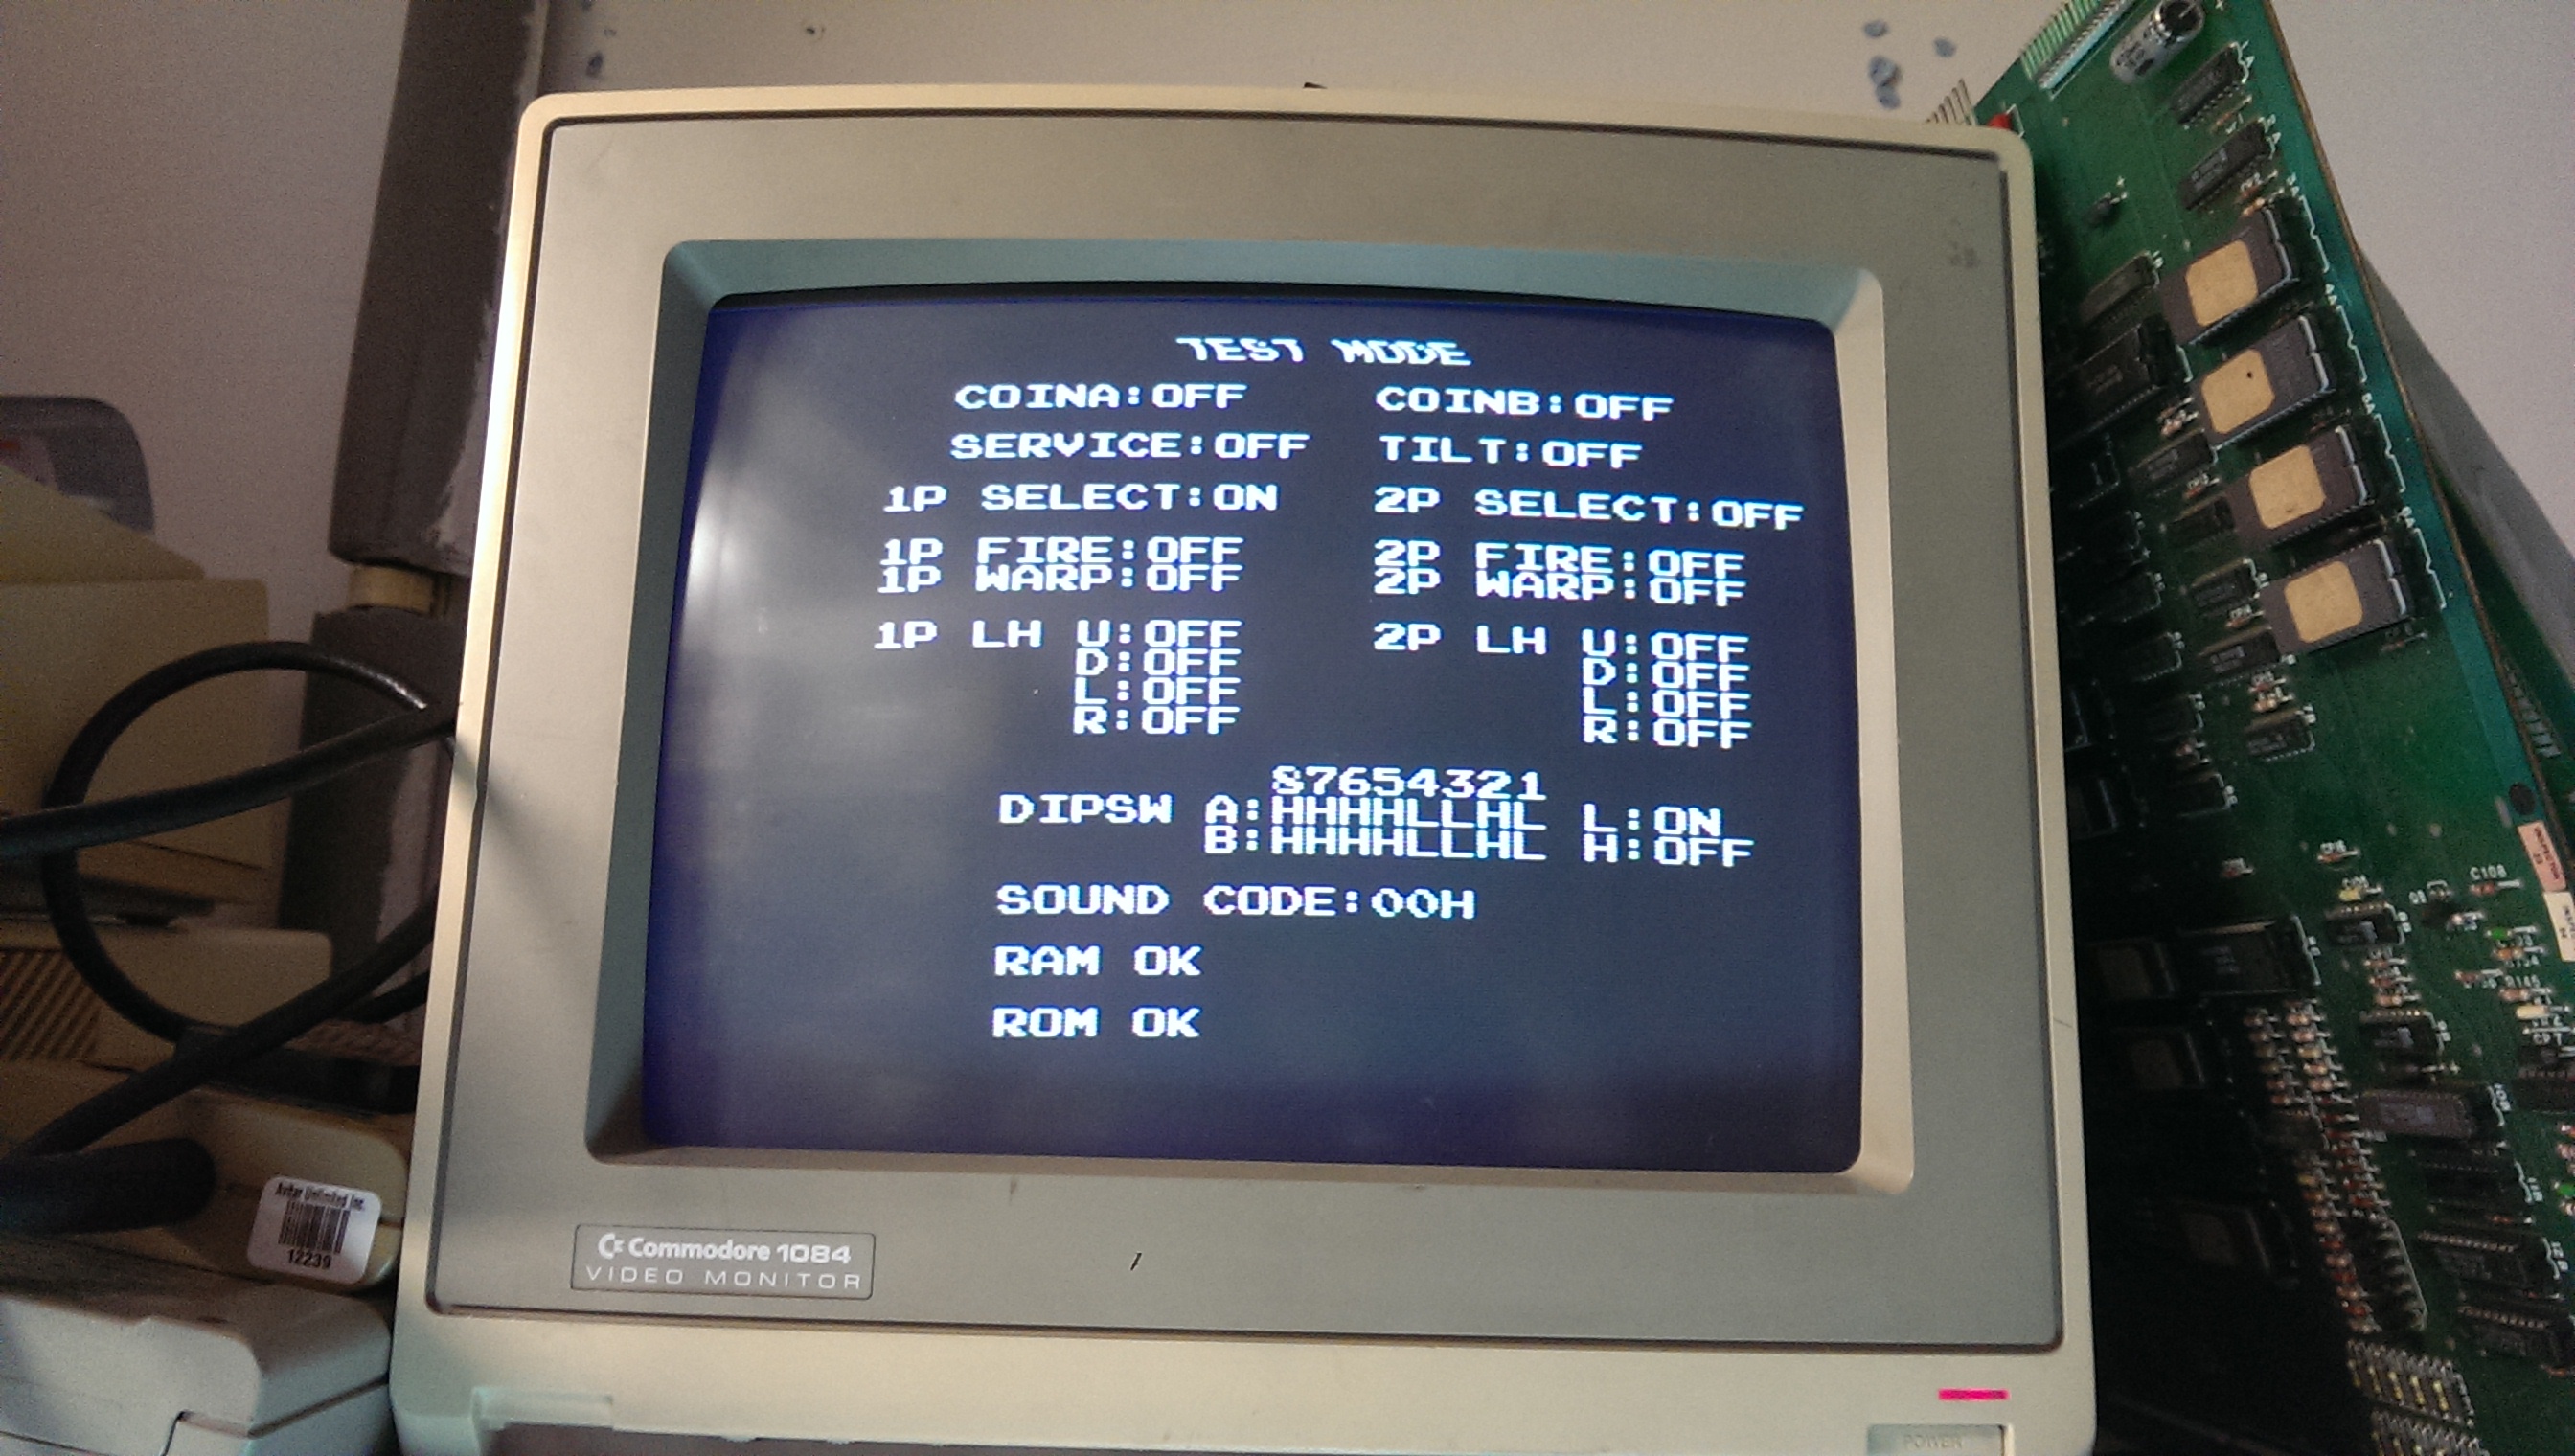 TEST MODE
COINA:OFF COINB:OFF
SERVICE:OFF TILT:OFF
1P SELECT:ON 2P SELECT:OFF
1P FIRE:OFF 2P FIRE:OFF
1P WARP:OFF 2P WARP:OFF
1P LH U:OFF 2P LH U:OFF
D:OFF D:OFF
L:OFF L:OFF
R:OFF R:OFF
87654321
DIPSW A:HHHHLLHL L:ON
B:HHHHLLHL H:OFF
SOUND CODE:00H
RAM OK
ROM OK
12239
Commodore 1084
VIDEO MONITOR
POWER
C108